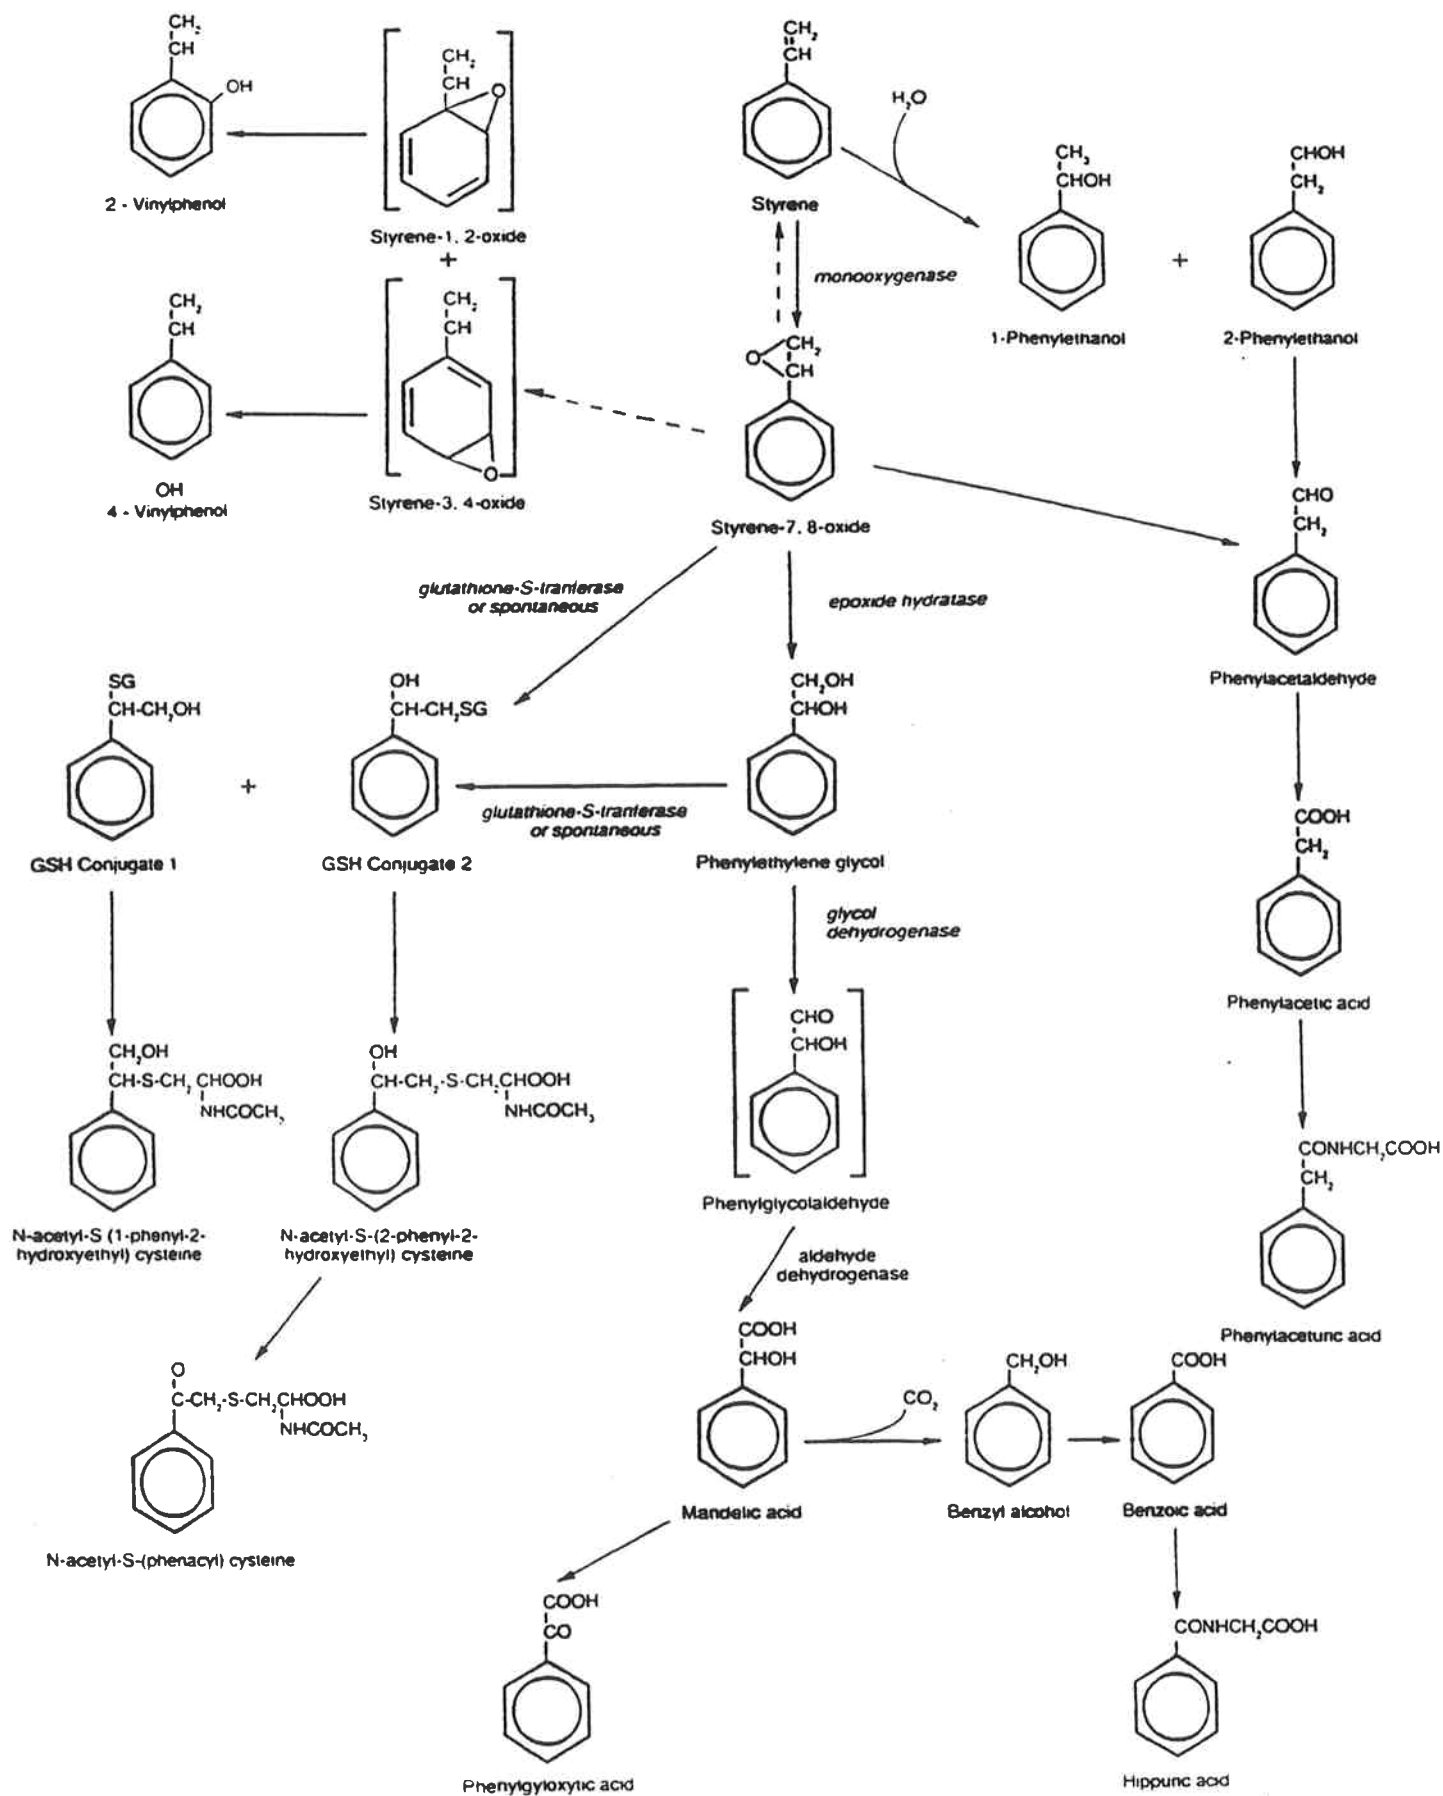 CH₂
CH
OH
2 - Vinylphenol
CH₂
CH
O
Styrene-1, 2-oxide
+
CH₂
CH
Styrene
H₂O
monooxygenase
CH₃
CHOH
1-Phenylethanol
+
CHOH
CH₂
2-Phenylethanol
CH₂
CH
OH
4 - Vinylphenol
CH₂
CH
O
Styrene-3, 4-oxide
O
CH₂
CH
Styrene-7, 8-oxide
CHO
CH₂
Phenylacetaldehyde
glutathione-S-tranferase
or spontaneous
epoxide hydratase
SG
CH-CH₂OH
GSH Conjugate 1
+
OH
CH-CH₂SG
GSH Conjugate 2
glutathione-S-tranferase
or spontaneous
CH₂OH
CHOH
Phenylethylene glycol
COOH
CH₂
Phenylacetic acid
glycol
dehydrogenase
CH₂OH
CH-S-CH₂CHOOH
NHCOCH₃
N-acetyl-S (1-phenyl-2-
hydroxyethyl) cysteine
OH
CH-CH₂-S-CH₂CHOOH
NHCOCH₃
N-acetyl-S-(2-phenyl-2-
hydroxyethyl) cysteine
CHO
CHOH
Phenylglycolaldehyde
CONHCH₂COOH
CH₂
Phenylaceturic acid
aldehyde
dehydrogenase
O
C-CH₂-S-CH₂CHOOH
NHCOCH₃
N-acetyl-S-(phenacyl) cysteine
COOH
CHOH
Mandelic acid
CO₂
CH₂OH
Benzyl alcohol
COOH
Benzoic acid
COOH
CO
Phenylgyloxytic acid
CONHCH₂COOH
Hippuric acid